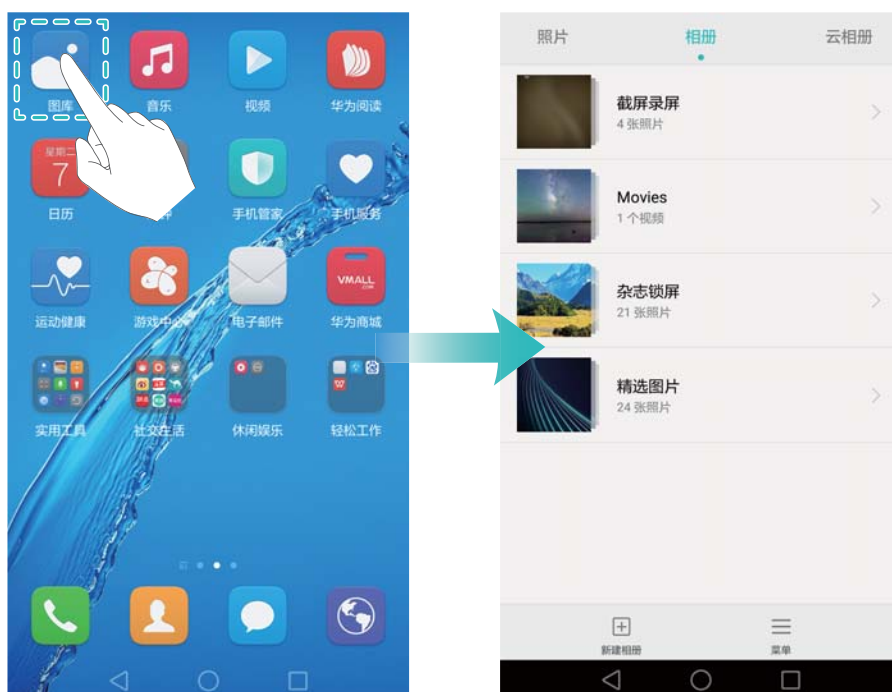 图库
音乐
视频
华为阅读
星期二
7
日历
手机管家
手机服务
VMALL
.COM
运动健康
游戏中心
电子邮件
华为商城
实用工具
社交生活
休闲娱乐
轻松工作
照片
相册
云相册
截屏录屏
4 张照片
Movies
1 个视频
杂志锁屏
21 张照片
精选图片
24 张照片
新建相册
菜单